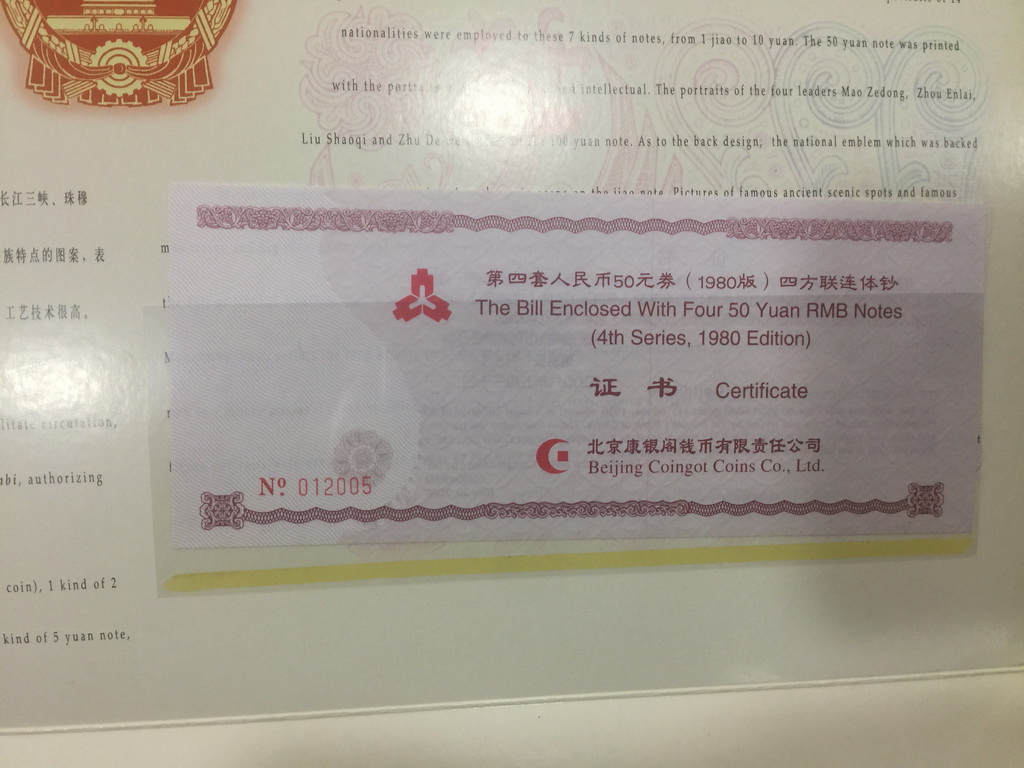 nationalities were employed to these 7 kinds of notes, from 1 jiao to 10 yuan. The 50 yuan note was printed
with the intellectual. The portraits of the four leaders Mao Zedong, Zhou Enlai,
Liu Shaoqi and Zhu De yuan note. As to the back design; the national emblem which was backed
on the jiao note. Pictures of famous ancient scenic spots and famous
长江三峡、珠穆
族特点的图案，表
工艺技术很高。
litate circulation,
abi, authorizing
coin), 1 kind of 2
kind of 5 yuan note,
第四套人民币50元券（1980版）四方联连体钞
The Bill Enclosed With Four 50 Yuan RMB Notes
(4th Series, 1980 Edition)
证 书 Certificate
北京康银阁钱币有限责任公司
Beijing Coingot Coins Co., Ltd.
Nº 012005